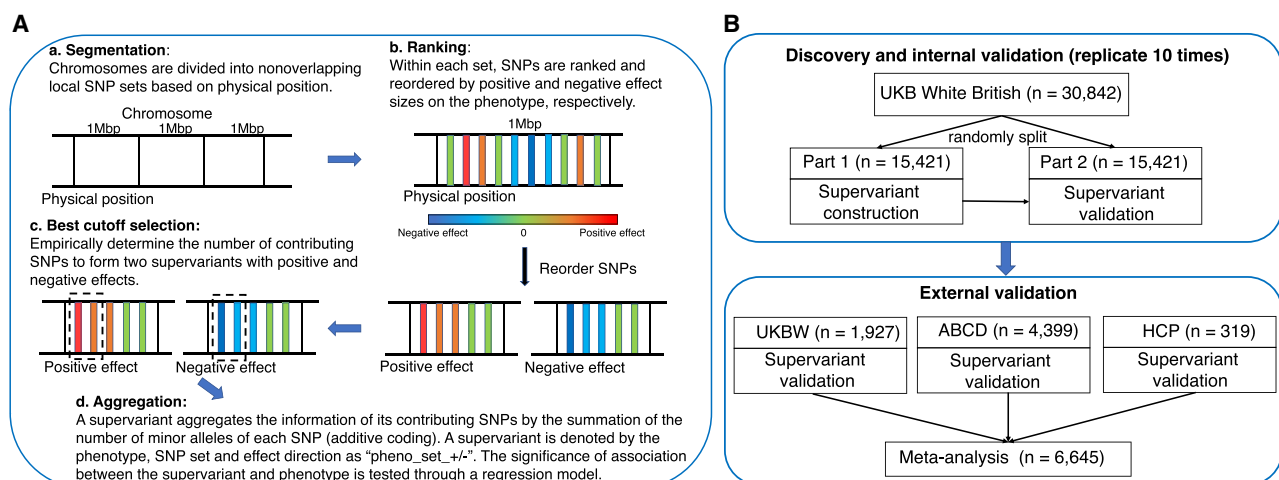 A
a. Segmentation:
Chromosomes are divided into nonoverlapping
local SNP sets based on physical position.
Chromosome
1Mbp 1Mbp 1Mbp
Physical position
b. Ranking:
Within each set, SNPs are ranked and
reordered by positive and negative effect
sizes on the phenotype, respectively.
1Mbp
Physical position
Negative effect 0 Positive effect
Reorder SNPs
Positive effect Negative effect
c. Best cutoff selection:
Empirically determine the number of contributing
SNPs to form two supervariants with positive and
negative effects.
Positive effect Negative effect
d. Aggregation:
A supervariant aggregates the information of its contributing SNPs by the summation of the
number of minor alleles of each SNP (additive coding). A supervariant is denoted by the
phenotype, SNP set and effect direction as “pheno_set_+/-”. The significance of association
between the supervariant and phenotype is tested through a regression model.
B
Discovery and internal validation (replicate 10 times)
UKB White British (n = 30,842)
randomly split
Part 1 (n = 15,421)
Supervariant
construction
Part 2 (n = 15,421)
Supervariant
validation
External validation
UKBW (n = 1,927)
Supervariant
validation
ABCD (n = 4,399)
Supervariant
validation
HCP (n = 319)
Supervariant
validation
Meta-analysis (n = 6,645)